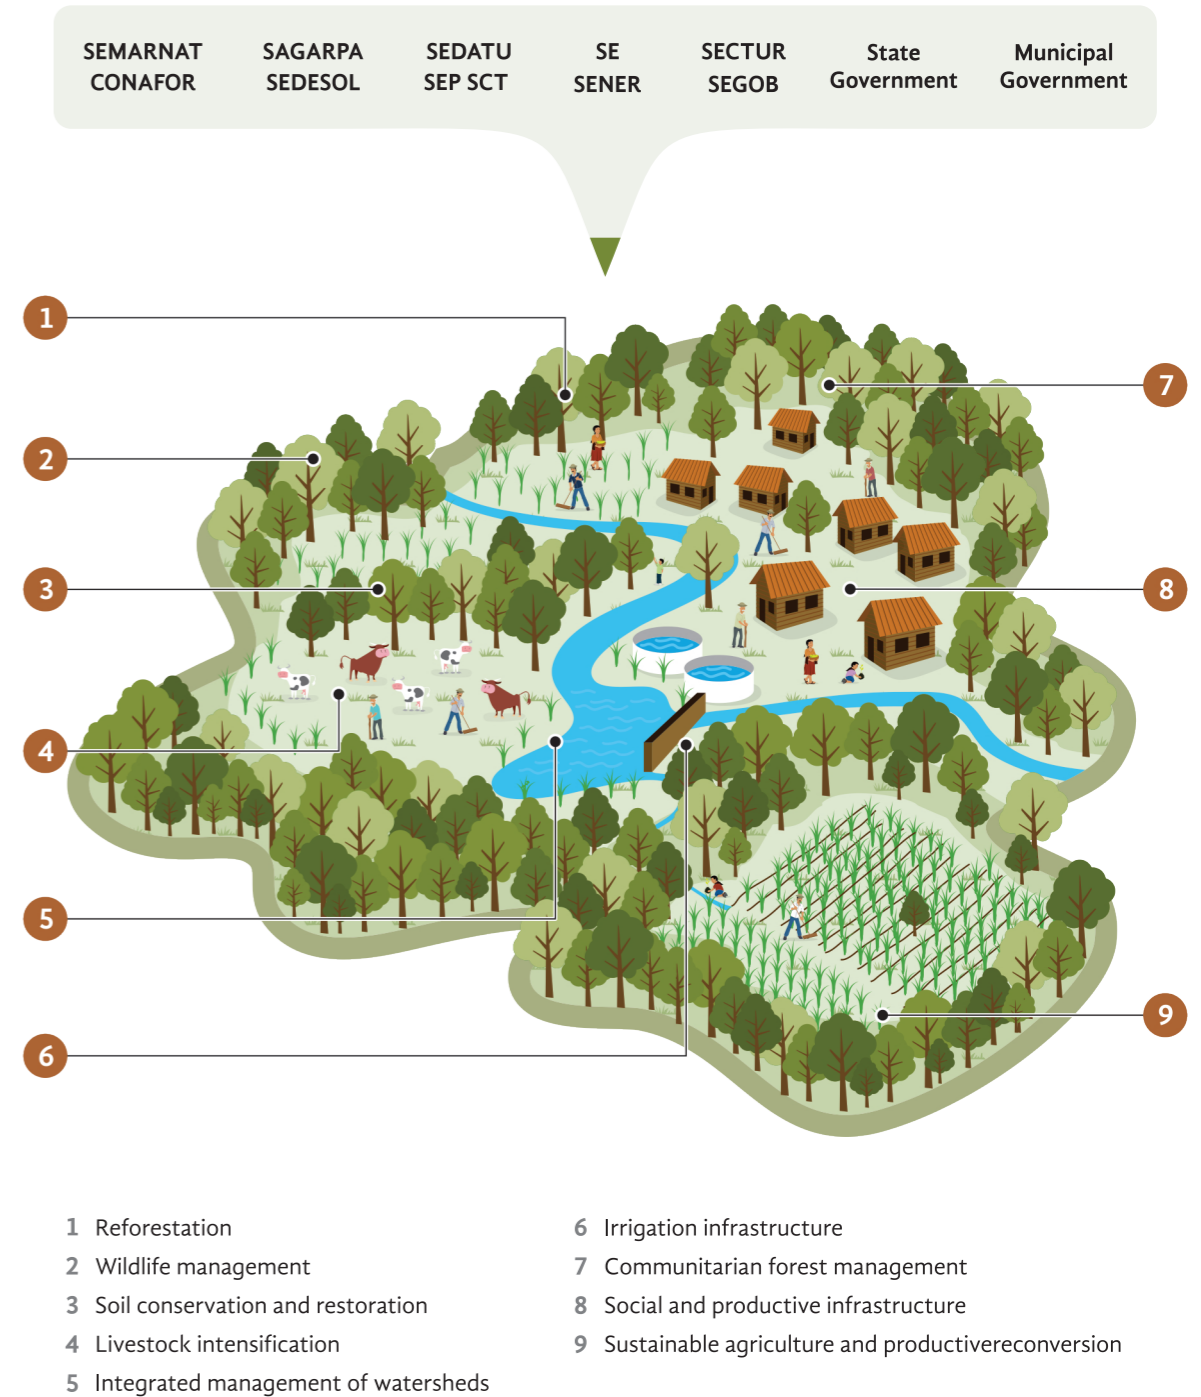 SEMARNAT
CONAFOR
SAGARPA
SEDESOL
SEDATU
SEP SCT
SE
SENER
SECTUR
SEGOB
State
Government
Municipal
Government
1
7
2
3
8
4
5
9
6
1 Reforestation
2 Wildlife management
3 Soil conservation and restoration
4 Livestock intensification
5 Integrated management of watersheds
6 Irrigation infrastructure
7 Communitarian forest management
8 Social and productive infrastructure
9 Sustainable agriculture and productivereconversion